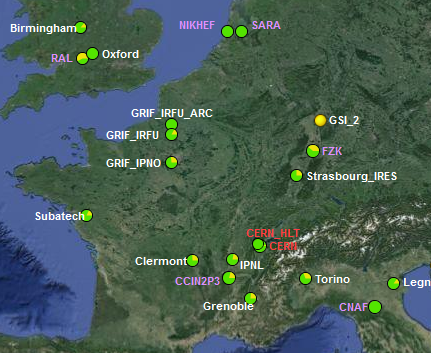 Birmingham
NIKHEF
SARA
RAL
Oxford
GRIF_IRFU_ARC
GRIF_IRFU
GSI_2
GRIF_IPNO
FZK
Strasbourg_IRES
Subatech
CERN_HLT
CERN
Clermont
IPNL
CCIN2P3
Torino
Legn
Grenoble
CNAF